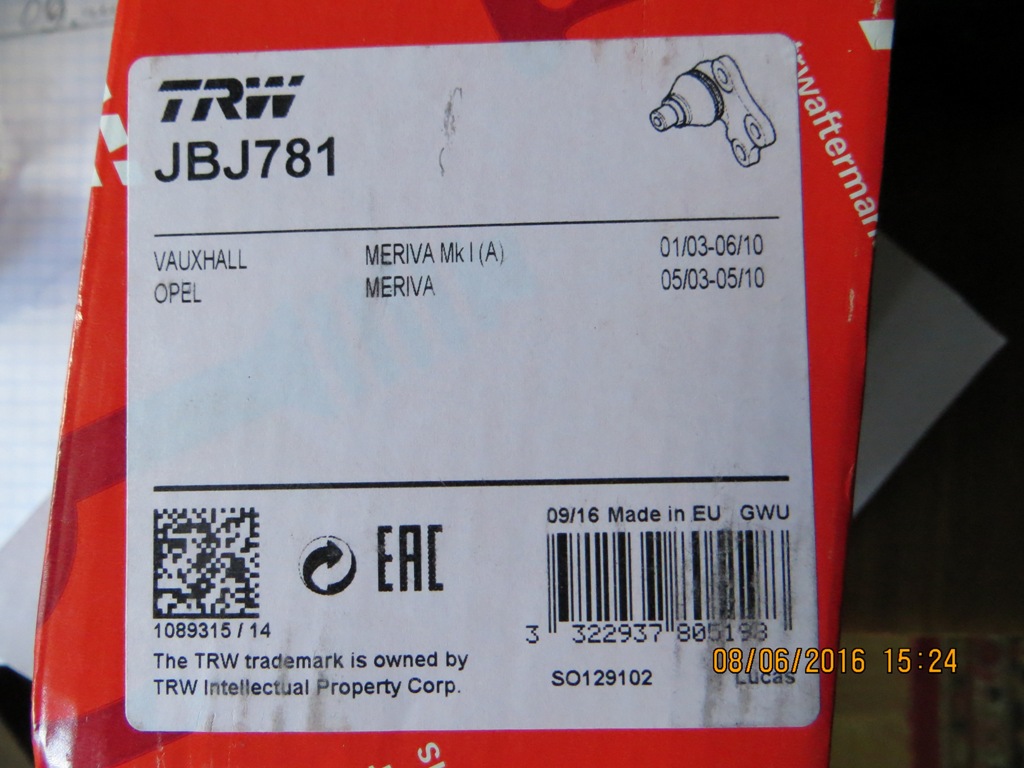 TRW
JBJ781
VAUXHALL MERIVA Mk I (A) 01/03-06/10
OPEL MERIVA 05/03-05/10
09/16 Made in EU GWU
EAC
1089315 / 14
3 322937 805193
The TRW trademark is owned by
TRW Intellectual Property Corp.
SO129102 Lucas
08/06/2016 15:24
rwafterman